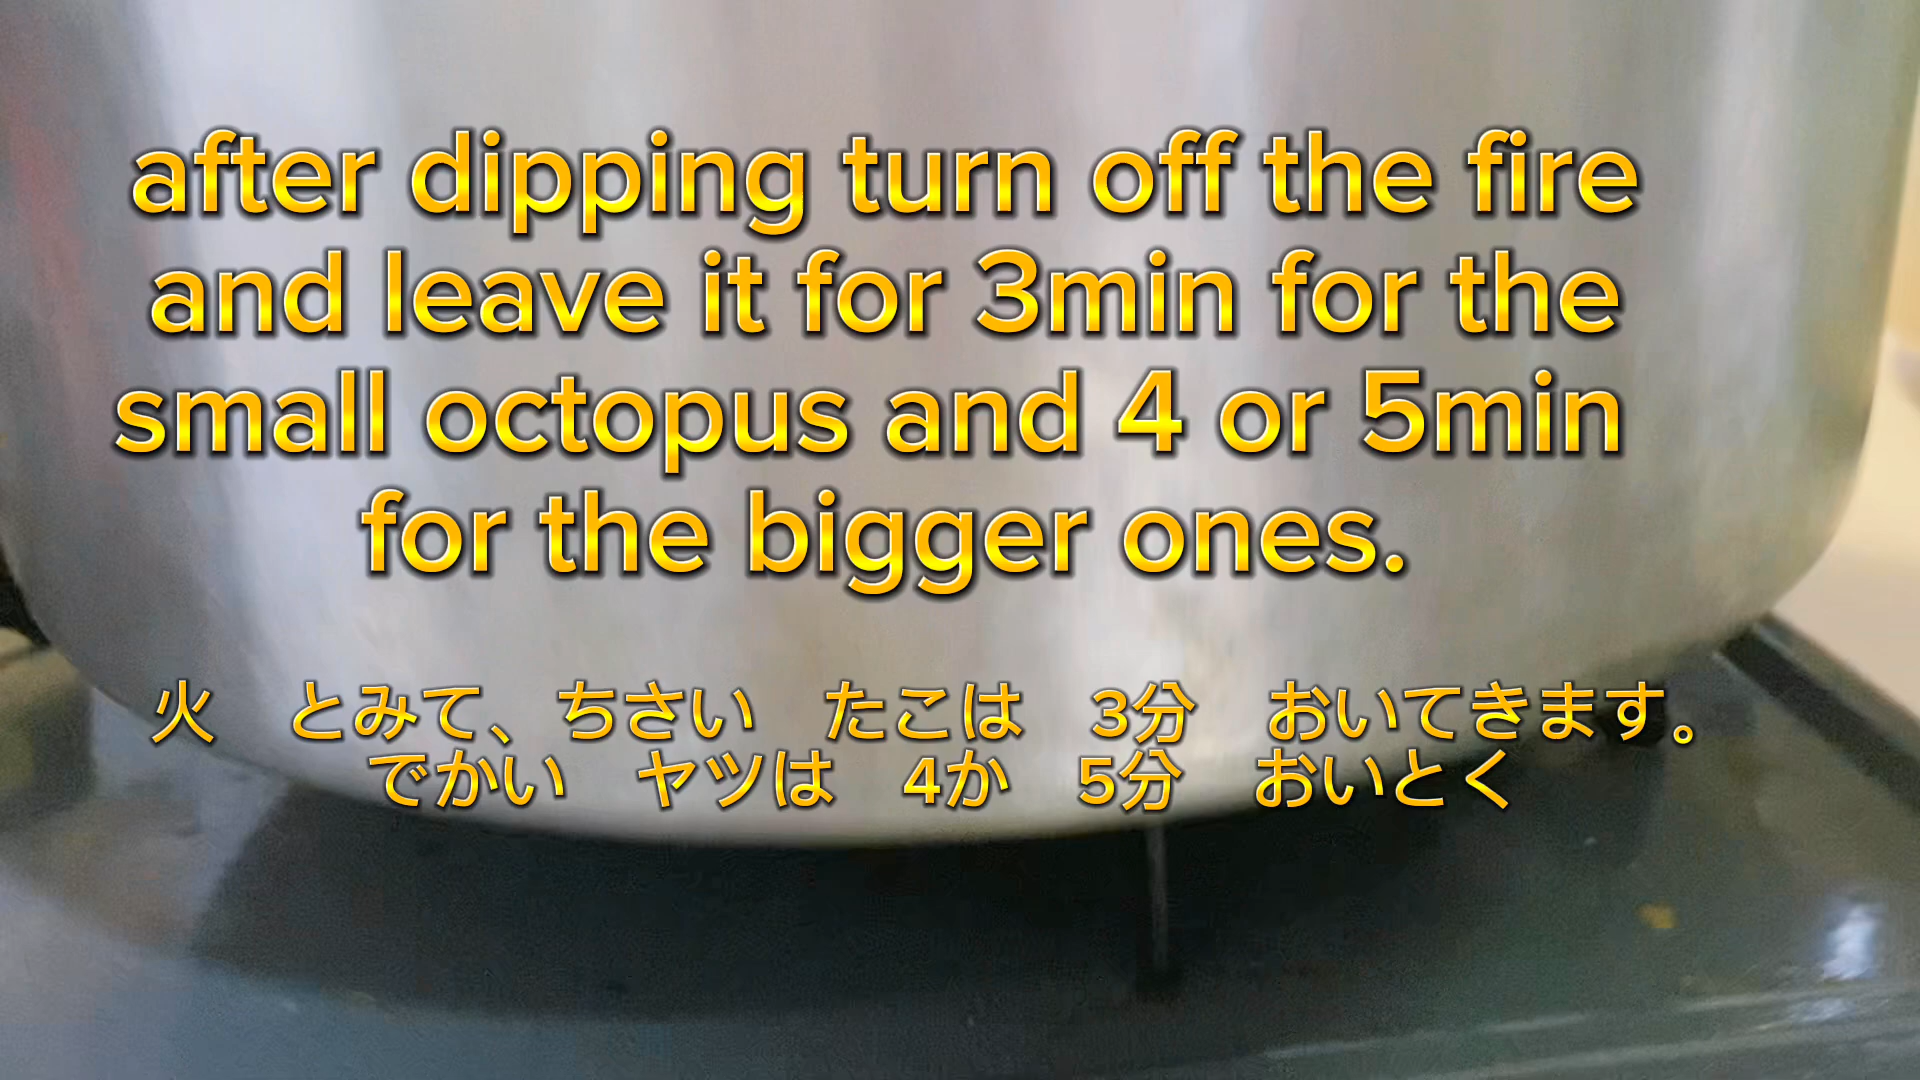 after dipping turn off the fire
and leave it for 3min for the
small octopus and 4 or 5min
for the bigger ones.
火　とみて、ちさい　たこは　3分　おいてきます。
でかい　ヤツは　4か　5分　おいとく